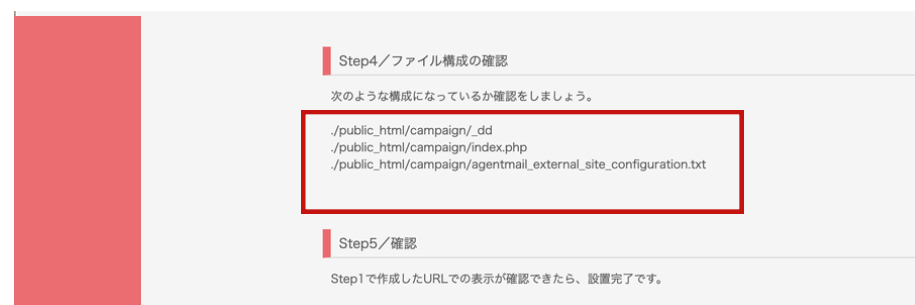 Step4／ファイル構成の確認
次のような構成になっているか確認をしましょう。
./public_html/campaign/_dd
./public_html/campaign/index.php
./public_html/campaign/agentmail_external_site_configuration.txt
Step5／確認
Step1で作成したURLでの表示が確認できたら、設置完了です。